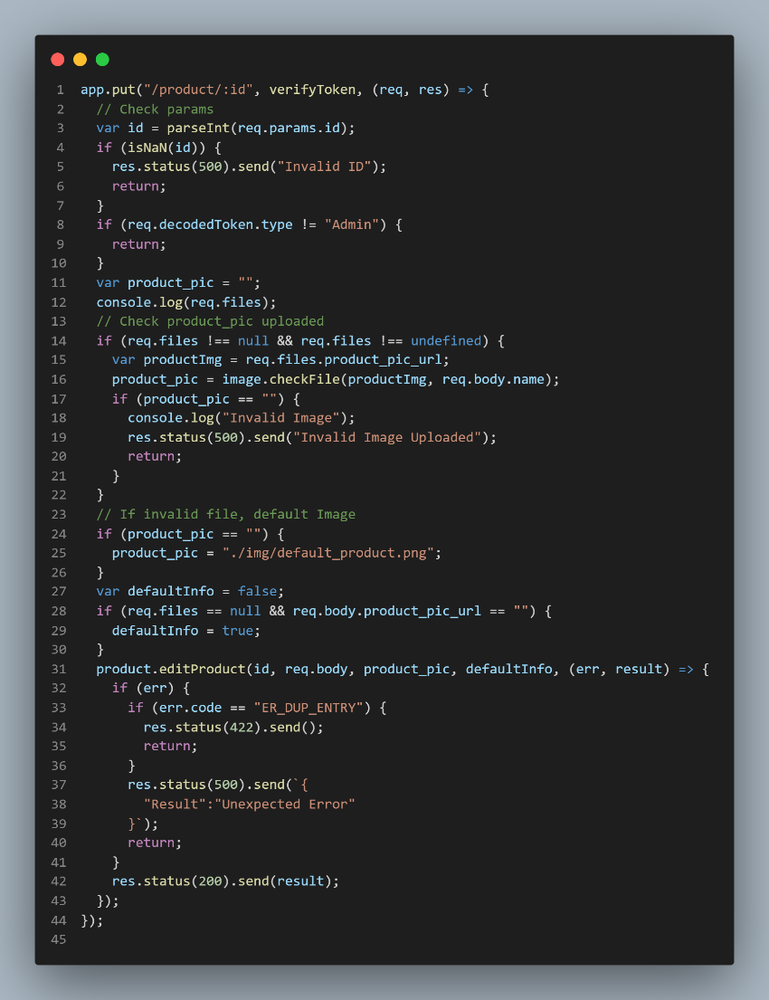 1 app.put("/product/:id", verifyToken, (req, res) => {
2   // Check params
3   var id = parseInt(req.params.id);
4   if (isNaN(id)) {
5     res.status(500).send("Invalid ID");
6     return;
7   }
8   if (req.decodedToken.type != "Admin") {
9     return;
10   }
11   var product_pic = "";
12   console.log(req.files);
13   // Check product_pic uploaded
14   if (req.files !== null && req.files !== undefined) {
15     var productImg = req.files.product_pic_url;
16     product_pic = image.checkFile(productImg, req.body.name);
17     if (product_pic == "") {
18       console.log("Invalid Image");
19       res.status(500).send("Invalid Image Uploaded");
20       return;
21     }
22   }
23   // If invalid file, default Image
24   if (product_pic == "") {
25     product_pic = "./img/default_product.png";
26   }
27   var defaultInfo = false;
28   if (req.files == null && req.body.product_pic_url == "") {
29     defaultInfo = true;
30   }
31   product.editProduct(id, req.body, product_pic, defaultInfo, (err, result) => {
32     if (err) {
33       if (err.code == "ER_DUP_ENTRY") {
34         res.status(422).send();
35         return;
36       }
37       res.status(500).send(`{
38         "Result":"Unexpected Error"
39       }`);
40       return;
41     }
42     res.status(200).send(result);
43   });
44 });
45